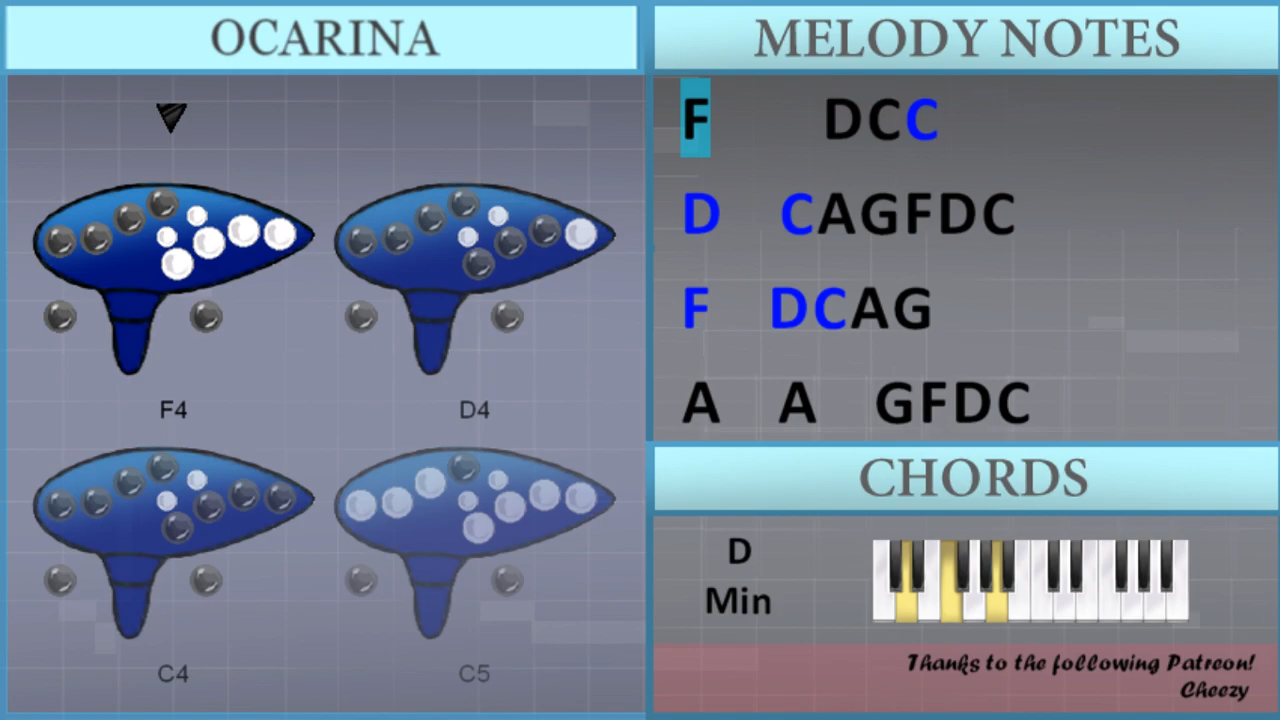 OCARINA
F4
D4
C4
C5
MELODY NOTES
F DCC
D CAGFDC
F DCAG
A A GFDC
CHORDS
D
Min
Thanks to the following Patreon!
Cheezy